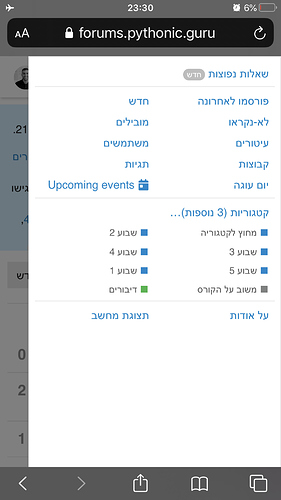 23:30
6%
AA
forums.pythonic.guru
שאלות נפוצות חדש
פורסמו לאחרונה
חדש
לא-נקראו
מובילים
עיטורים
משתמשים
קבוצות
תגיות
יום עוגה
Upcoming events
קטגוריות (3 נוספות)...
מחוץ לקטגוריה
שבוע 2
שבוע 3
שבוע 4
שבוע 5
שבוע 1
משוב על הקורס
דיבורים
על אודות
תצוגת מחשב
21.
רים
גישו
4,
רש
0
2
1